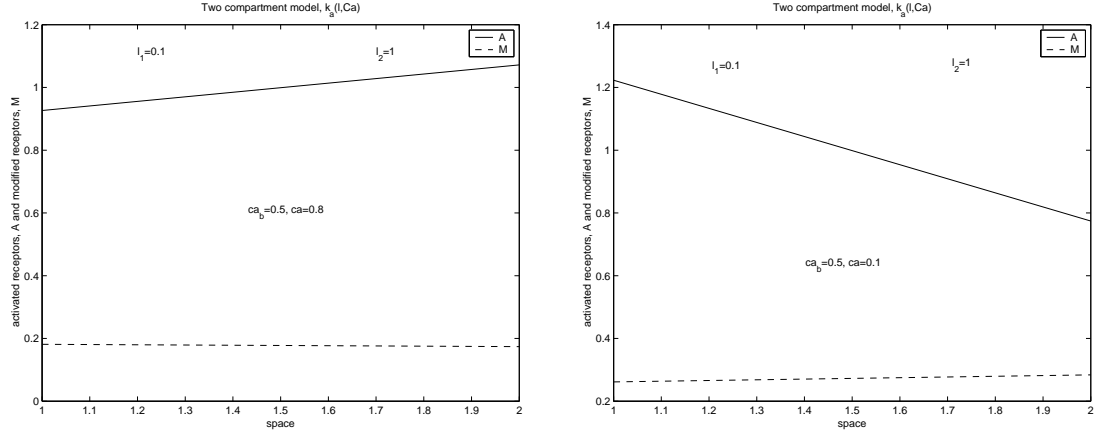 Two compartment model, k_a(l,Ca)
1.2
1
0.8
0.6
0.4
0.2
0
activated receptors, A and modified receptors, M
l_1=0.1
l_2=1
A
M
ca_b=0.5, ca=0.8
1 1.1 1.2 1.3 1.4 1.5 1.6 1.7 1.8 1.9 2
space
Two compartment model, k_a(l,Ca)
1.4
1.2
1
0.8
0.6
0.4
0.2
activated receptors, A and modified receptors, M
l_1=0.1
l_2=1
A
M
ca_b=0.5, ca=0.1
1 1.1 1.2 1.3 1.4 1.5 1.6 1.7 1.8 1.9 2
space